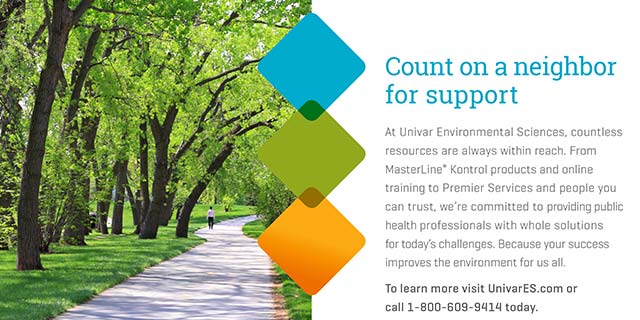 Count on a neighbor
for support
At Univar Environmental Sciences, countless
resources are always within reach. From
MasterLine® Kontrol products and online
training to Premier Services and people you
can trust, we're committed to providing public
health professionals with whole solutions
for today's challenges. Because your success
improves the environment for us all.
To learn more visit UnivarES.com or
call 1-800-609-9414 today.